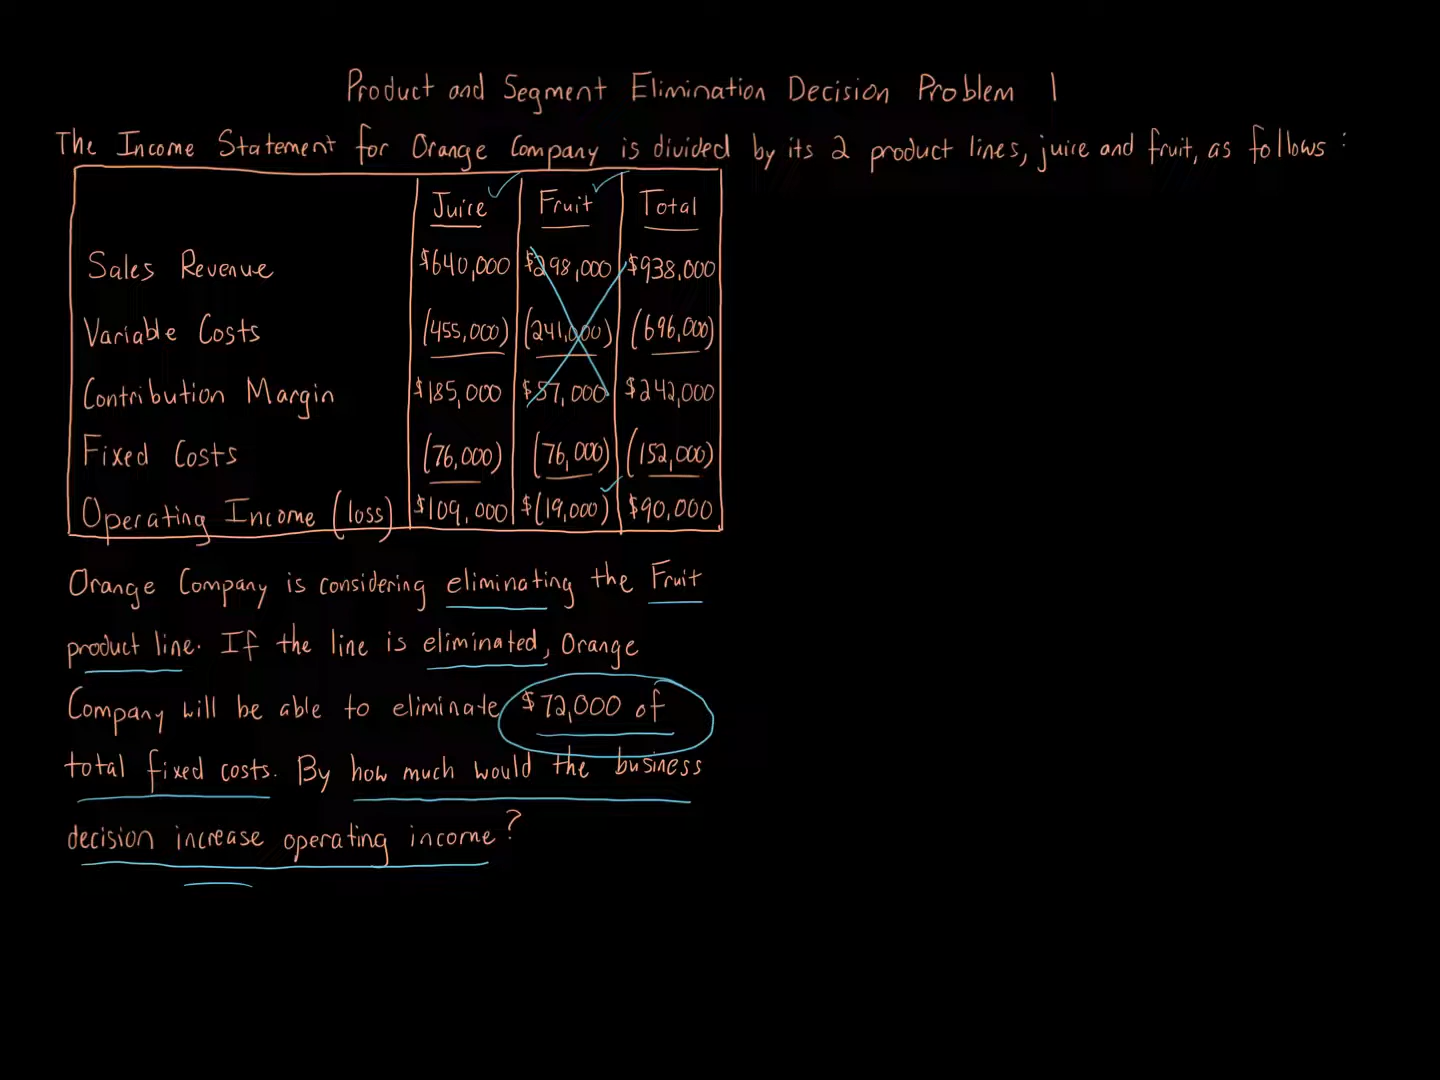 Product and Segment Elimination Decision Problem 1
The Income Statement for Orange Company is divided by its 2 product lines, juice and fruit, as follows:
Juice Fruit Total
Sales Revenue $640,000 $298,000 $938,000
Variable Costs (455,000) (241,000) (696,000)
Contribution Margin $185,000 $57,000 $242,000
Fixed Costs (76,000) (76,000) (152,000)
Operating Income (loss) $109,000 $(19,000) $90,000
Orange Company is considering eliminating the Fruit
product line. If the line is eliminated, Orange
Company will be able to eliminate $72,000 of
total fixed costs. By how much would the business
decision increase operating income?